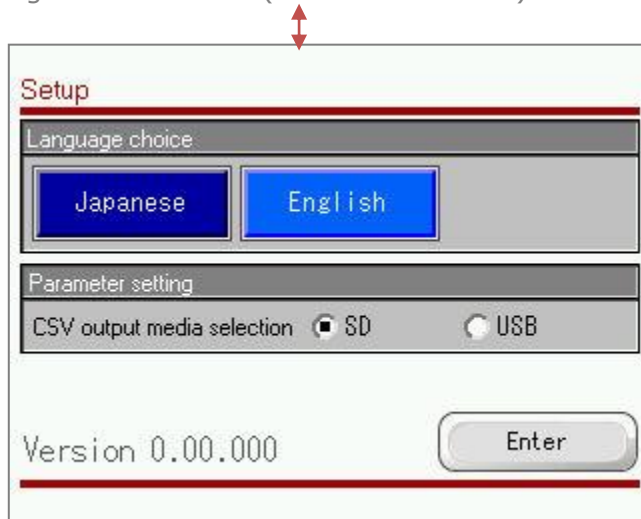 Setup
Language choice
Japanese English
Parameter setting
CSV output media selection SD USB
Version 0.00.000 Enter